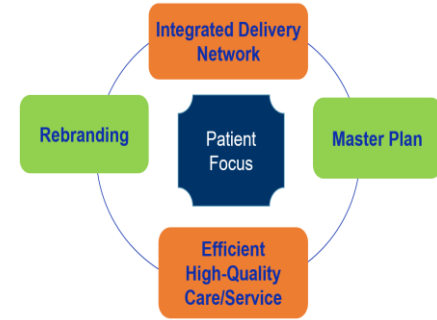 Integrated Delivery
Network
Rebranding
Patient
Focus
Master Plan
Efficient
High-Quality
Care/Service